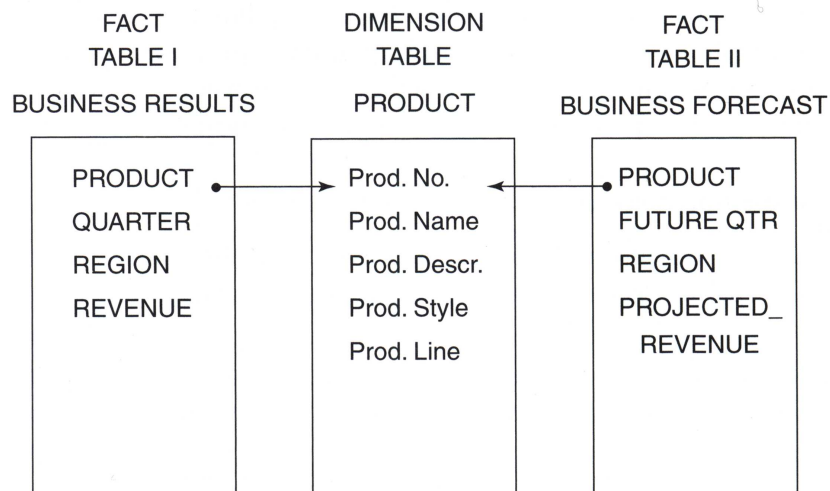 FACT
TABLE I
BUSINESS RESULTS
PRODUCT
QUARTER
REGION
REVENUE
DIMENSION
TABLE
PRODUCT
Prod. No.
Prod. Name
Prod. Descr.
Prod. Style
Prod. Line
FACT
TABLE II
BUSINESS FORECAST
PRODUCT
FUTURE QTR
REGION
PROJECTED_
REVENUE